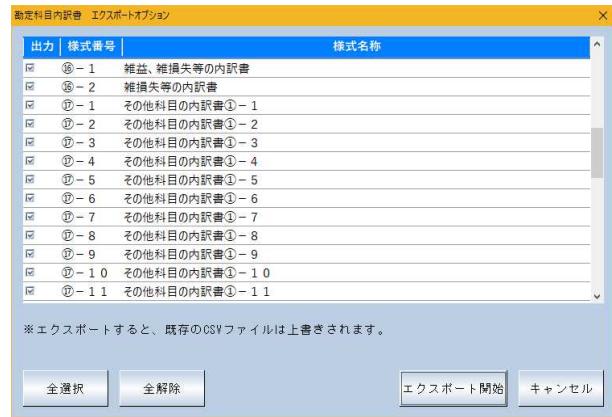 勘定科目内訳書 エクスポートオプション
出力 様式番号 様式名称
⑯－1 雑益、雑損失等の内訳書
⑯－2 雑損失等の内訳書
⑰－1 その他科目の内訳書①－1
⑰－2 その他科目の内訳書①－2
⑰－3 その他科目の内訳書①－3
⑰－4 その他科目の内訳書①－4
⑰－5 その他科目の内訳書①－5
⑰－6 その他科目の内訳書①－6
⑰－7 その他科目の内訳書①－7
⑰－8 その他科目の内訳書①－8
⑰－9 その他科目の内訳書①－9
⑰－10 その他科目の内訳書①－10
⑰－11 その他科目の内訳書①－11
※エクスポートすると、既存のCSVファイルは上書きされます。
全選択 全解除 エクスポート開始 キャンセル